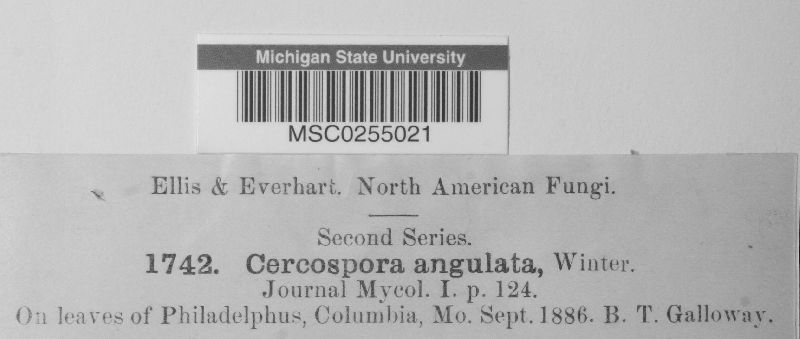 Michigan State University
MSC0255021
Ellis & Everhart. North American Fungi.
Second Series.
1742. Cercospora angulata, Winter.
Journal Mycol. I. p. 124.
On leaves of Philadelphus, Columbia, Mo. Sept. 1886. B. T. Galloway.